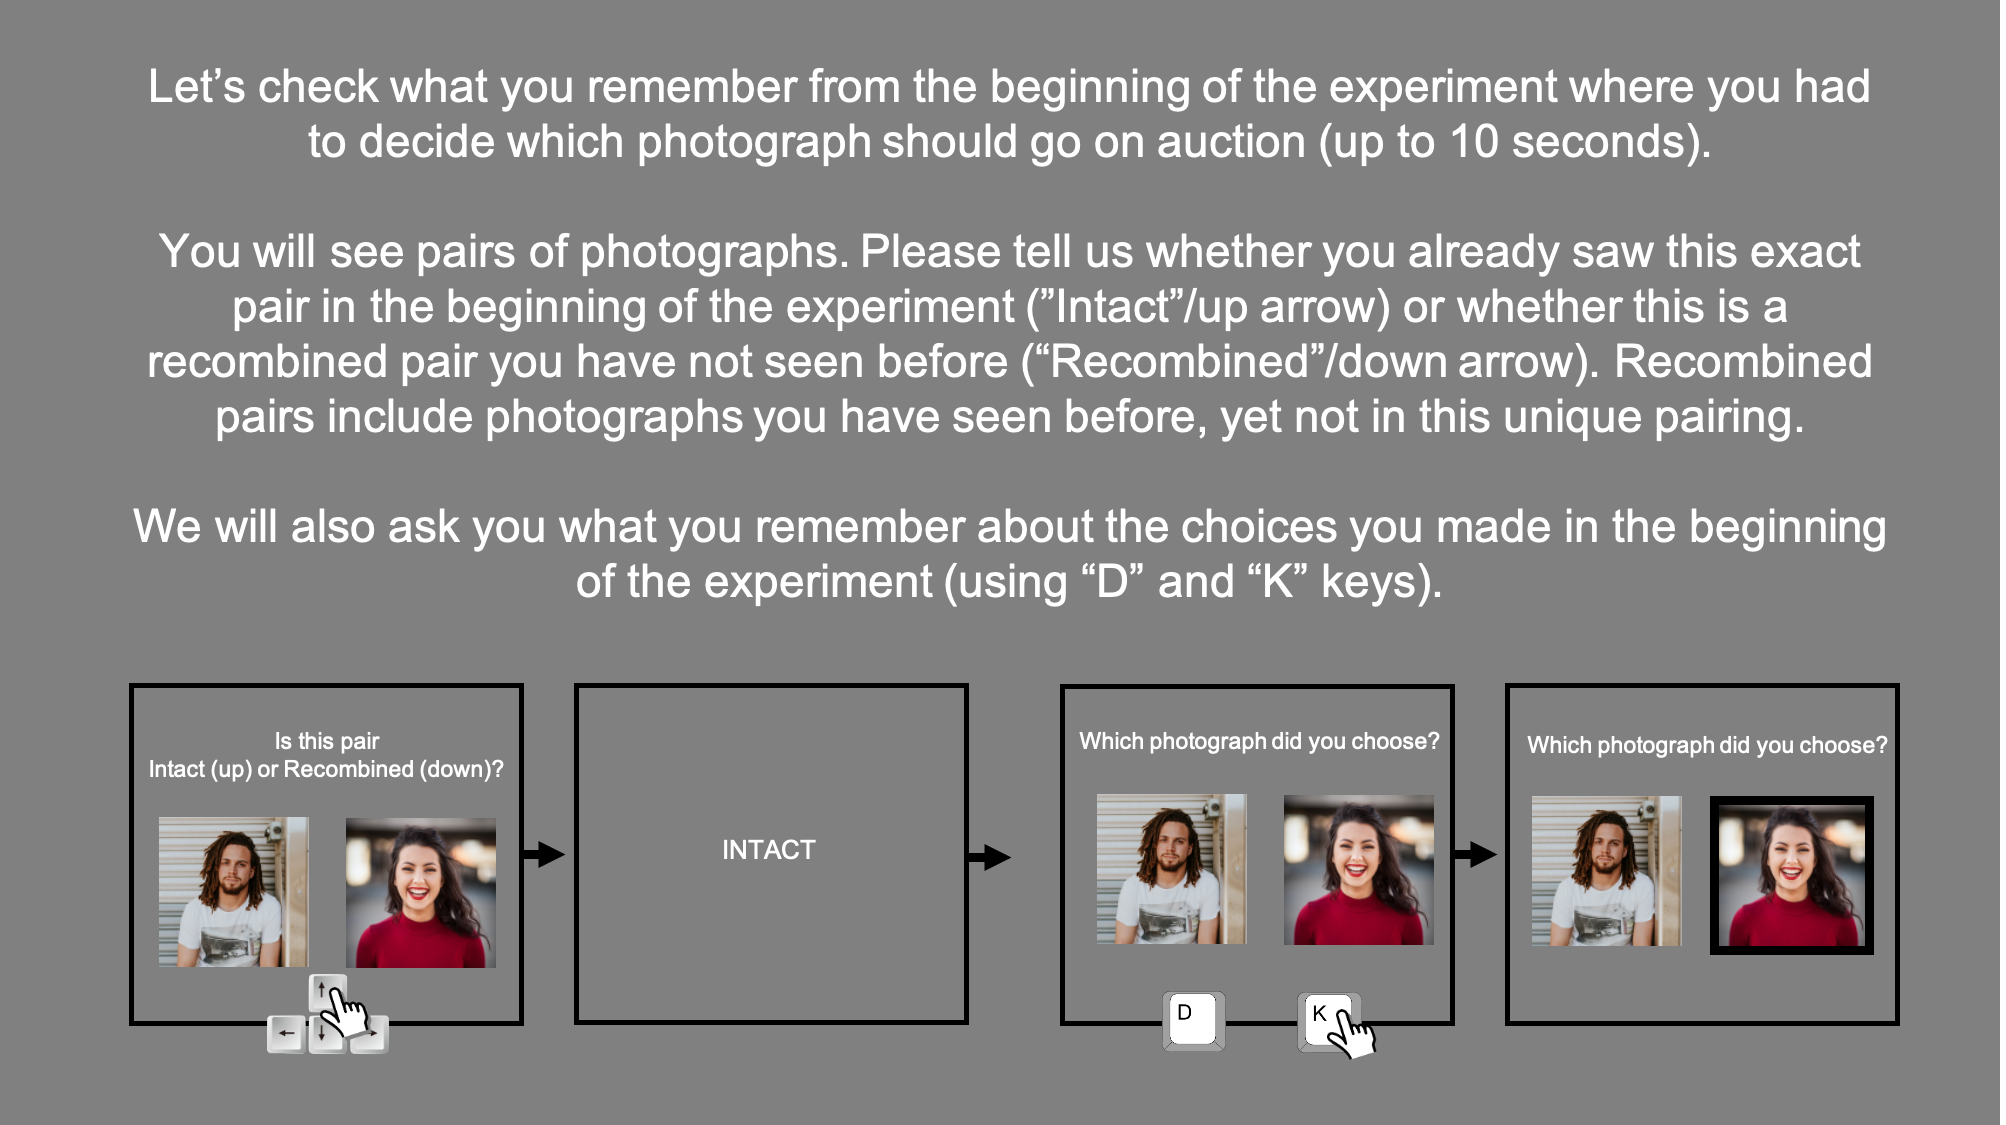 Let’s check what you remember from the beginning of the experiment where you had
to decide which photograph should go on auction (up to 10 seconds).
You will see pairs of photographs. Please tell us whether you already saw this exact
pair in the beginning of the experiment (”Intact”/up arrow) or whether this is a
recombined pair you have not seen before (“Recombined”/down arrow). Recombined
pairs include photographs you have seen before, yet not in this unique pairing.
We will also ask you what you remember about the choices you made in the beginning
of the experiment (using “D” and “K” keys).
Is this pair
Intact (up) or Recombined (down)?
INTACT
Which photograph did you choose?
D
K
Which photograph did you choose?